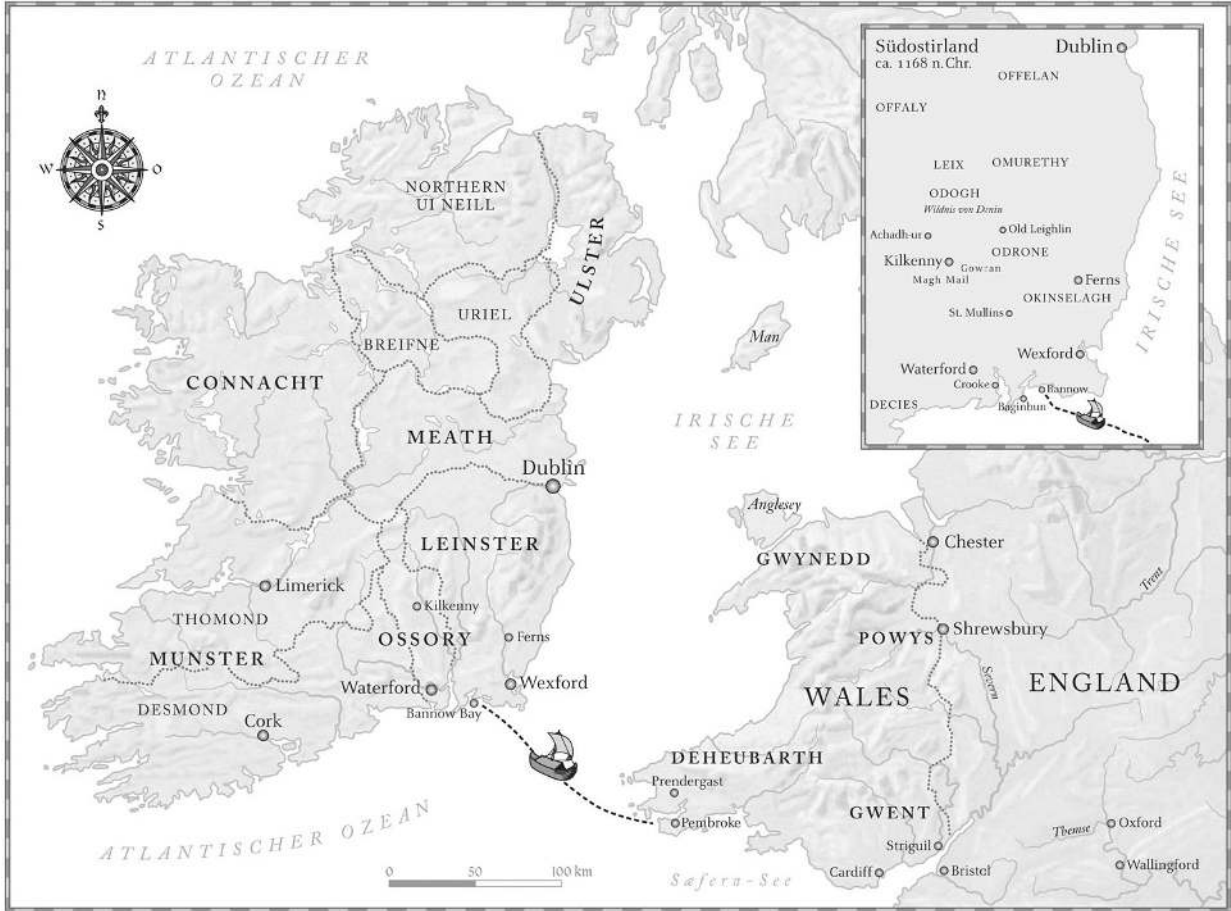 ATLANTISCHER
OZEAN
n
W
O
S
NORTHERN
UI NEILL
ULSTER
URIEL
BREIFNE
CONNACHT
MEATH
Dublin
LEINSTER
Limerick
Kilkenny
THOMOND
OSSORY
Ferns
MUNSTER
Waterford
Wexford
Bannow Bay
DESMOND
Cork
ATLANTISCHER OZEAN
0 50 100 km
Man
IRISCHE
SEE
Anglesey
GWYNEDD
Chester
Trent
POWYS
Shrewsbury
Severn
WALES
ENGLAND
DEHEUBARTH
Prendergast
Pembroke
GWENT
Striguil
Cardiff
Bristol
Themse
Oxford
Wallingford
Sæfern-See
Südostirland
ca. 1168 n. Chr.
Dublin
OFFELAN
OFFALY
LEIX
OMURETHY
ODOGH
Wildnis von Denin
Achadh-ur
Old Leighlin
ODRONE
Kilkenny
Gowran
Magh Mail
Ferns
OKINSELAGH
St. Mullins
Wexford
Waterford
Crooke
Bannow
Baginbun
DECIES
IRISCHE SEE